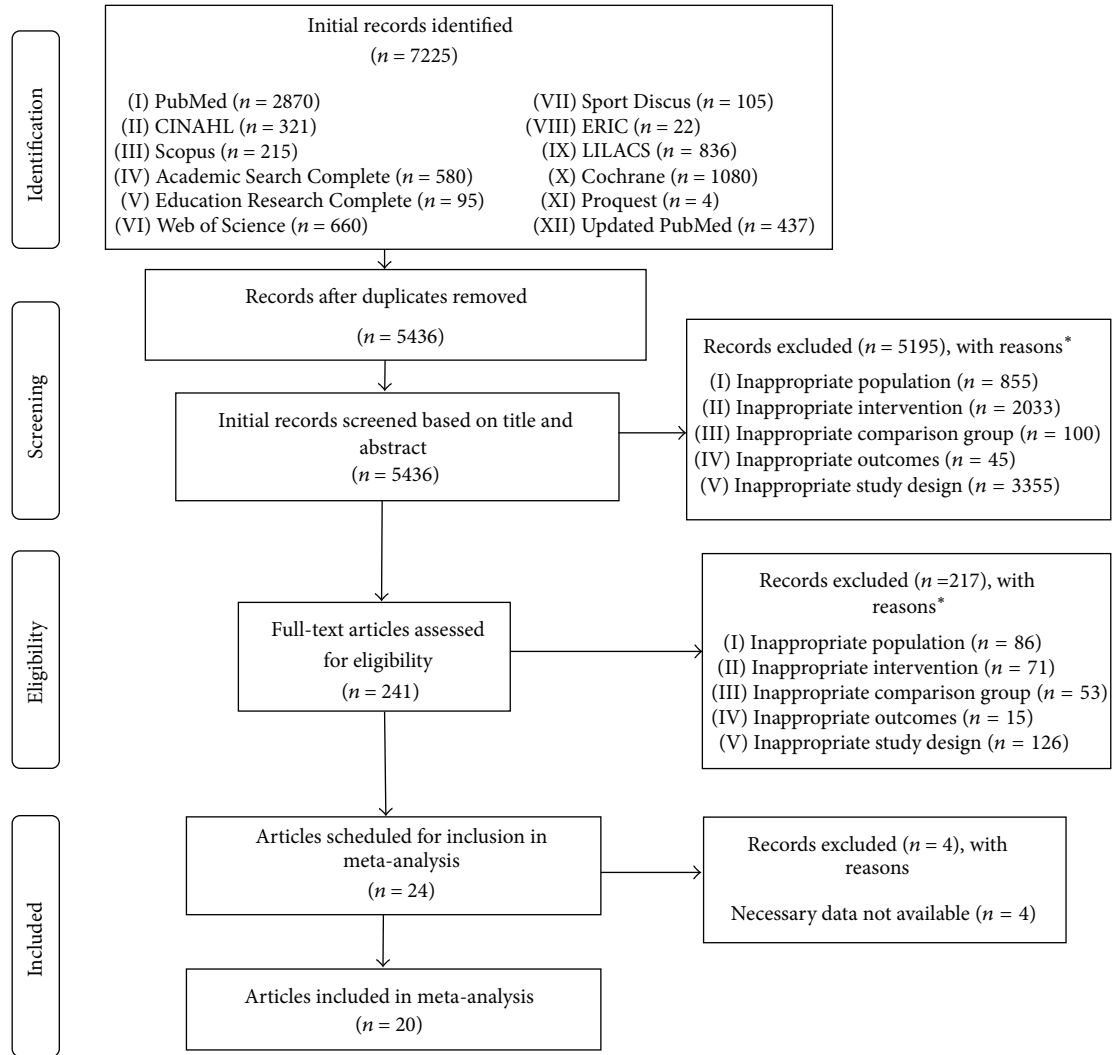 Identification
Initial records identified
(n = 7225)
(I) PubMed (n = 2870)
(II) CINAHL (n = 321)
(III) Scopus (n = 215)
(IV) Academic Search Complete (n = 580)
(V) Education Research Complete (n = 95)
(VI) Web of Science (n = 660)
(VII) Sport Discus (n = 105)
(VIII) ERIC (n = 22)
(IX) LILACS (n = 836)
(X) Cochrane (n = 1080)
(XI) Proquest (n = 4)
(XII) Updated PubMed (n = 437)
Screening
Records after duplicates removed
(n = 5436)
Initial records screened based on title and
abstract
(n = 5436)
Records excluded (n = 5195), with reasons*
(I) Inappropriate population (n = 855)
(II) Inappropriate intervention (n = 2033)
(III) Inappropriate comparison group (n = 100)
(IV) Inappropriate outcomes (n = 45)
(V) Inappropriate study design (n = 3355)
Eligibility
Full-text articles assessed
for eligibility
(n = 241)
Records excluded (n =217), with
reasons*
(I) Inappropriate population (n = 86)
(II) Inappropriate intervention (n = 71)
(III) Inappropriate comparison group (n = 53)
(IV) Inappropriate outcomes (n = 15)
(V) Inappropriate study design (n = 126)
Included
Articles scheduled for inclusion in
meta-analysis
(n = 24)
Records excluded (n = 4), with
reasons
Necessary data not available (n = 4)
Articles included in meta-analysis
(n = 20)